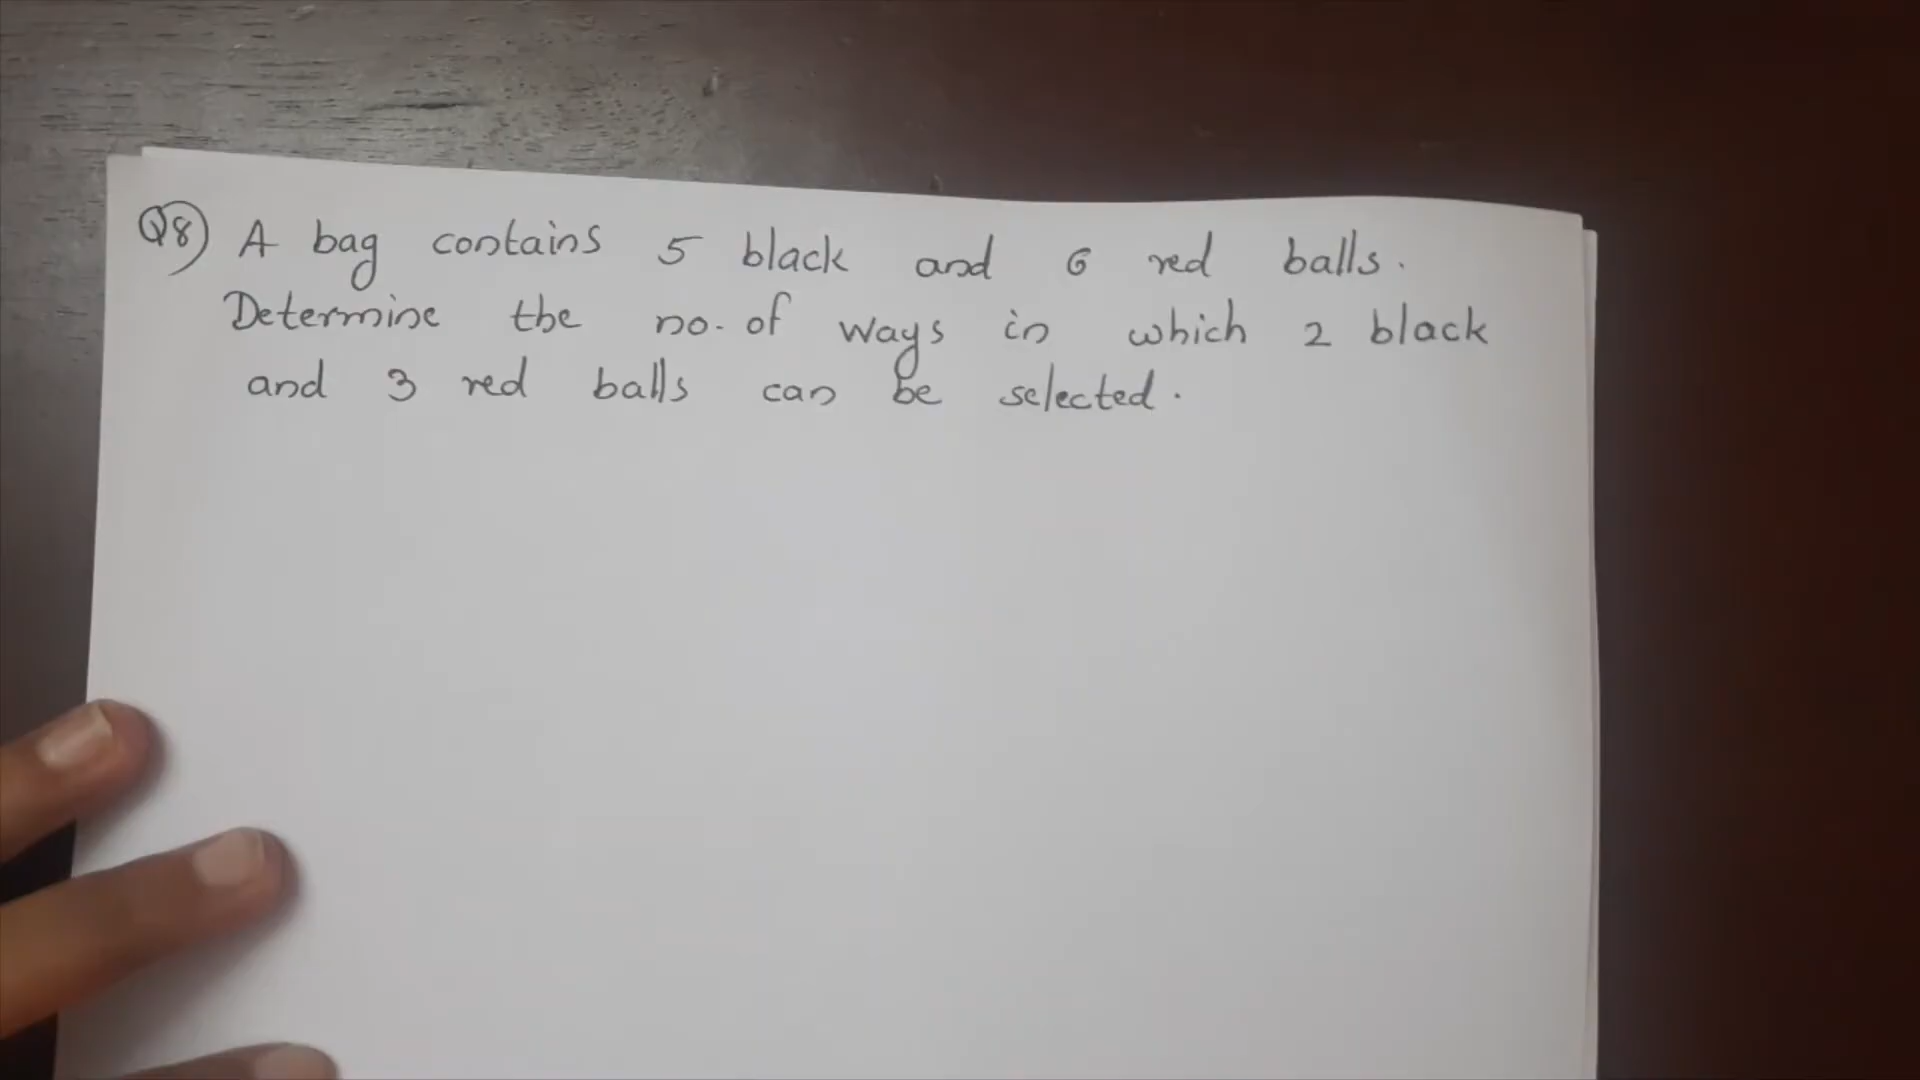 Q8) A bag contains 5 black and 6 red balls.
Determine the no. of ways in which 2 black
and 3 red balls can be selected.